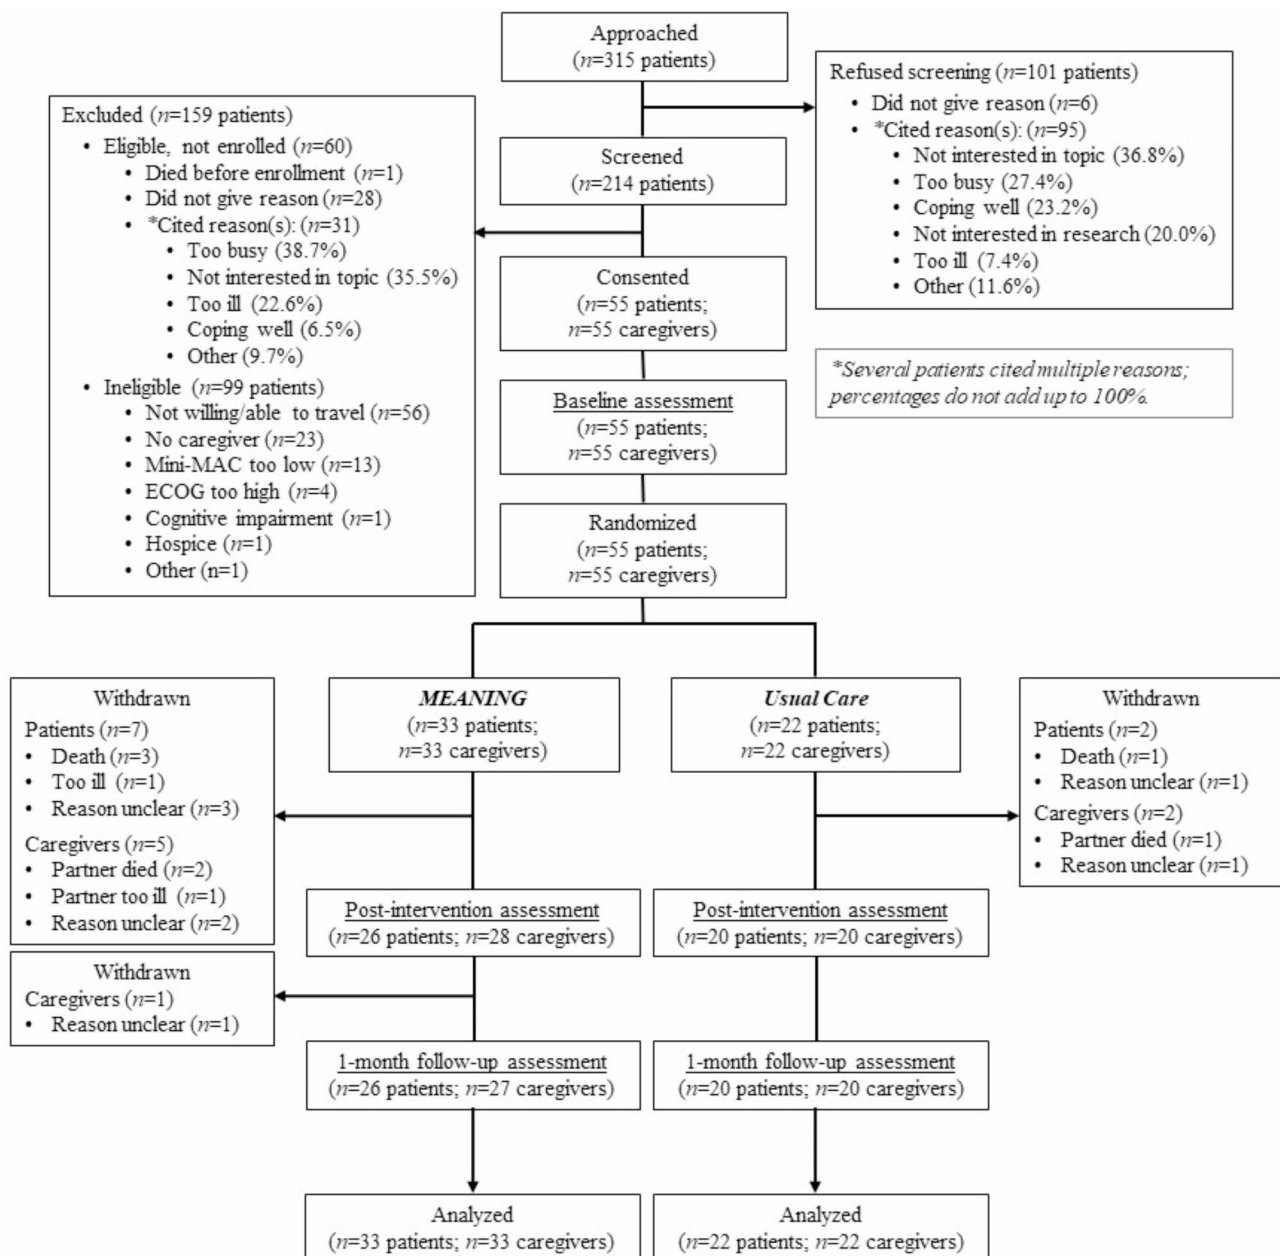 Approached
(n=315 patients)
Refused screening (n=101 patients)
• Did not give reason (n=6)
• *Cited reason(s): (n=95)
• Not interested in topic (36.8%)
• Too busy (27.4%)
• Coping well (23.2%)
• Not interested in research (20.0%)
• Too ill (7.4%)
• Other (11.6%)
Excluded (n=159 patients)
• Eligible, not enrolled (n=60)
• Died before enrollment (n=1)
• Did not give reason (n=28)
• *Cited reason(s): (n=31)
• Too busy (38.7%)
• Not interested in topic (35.5%)
• Too ill (22.6%)
• Coping well (6.5%)
• Other (9.7%)
• Ineligible (n=99 patients)
• Not willing/able to travel (n=56)
• No caregiver (n=23)
• Mini-MAC too low (n=13)
• ECOG too high (n=4)
• Cognitive impairment (n=1)
• Hospice (n=1)
• Other (n=1)
Screened
(n=214 patients)
Consented
(n=55 patients;
n=55 caregivers)
*Several patients cited multiple reasons;
percentages do not add up to 100%.
Baseline assessment
(n=55 patients;
n=55 caregivers)
Randomized
(n=55 patients;
n=55 caregivers)
Withdrawn
Patients (n=7)
• Death (n=3)
• Too ill (n=1)
• Reason unclear (n=3)
Caregivers (n=5)
• Partner died (n=2)
• Partner too ill (n=1)
• Reason unclear (n=2)
MEANING
(n=33 patients;
n=33 caregivers)
Usual Care
(n=22 patients;
n=22 caregivers)
Withdrawn
Patients (n=2)
• Death (n=1)
• Reason unclear (n=1)
Caregivers (n=2)
• Partner died (n=1)
• Reason unclear (n=1)
Post-intervention assessment
(n=26 patients; n=28 caregivers)
Post-intervention assessment
(n=20 patients; n=20 caregivers)
Withdrawn
Caregivers (n=1)
• Reason unclear (n=1)
1-month follow-up assessment
(n=26 patients; n=27 caregivers)
1-month follow-up assessment
(n=20 patients; n=20 caregivers)
Analyzed
(n=33 patients; n=33 caregivers)
Analyzed
(n=22 patients; n=22 caregivers)